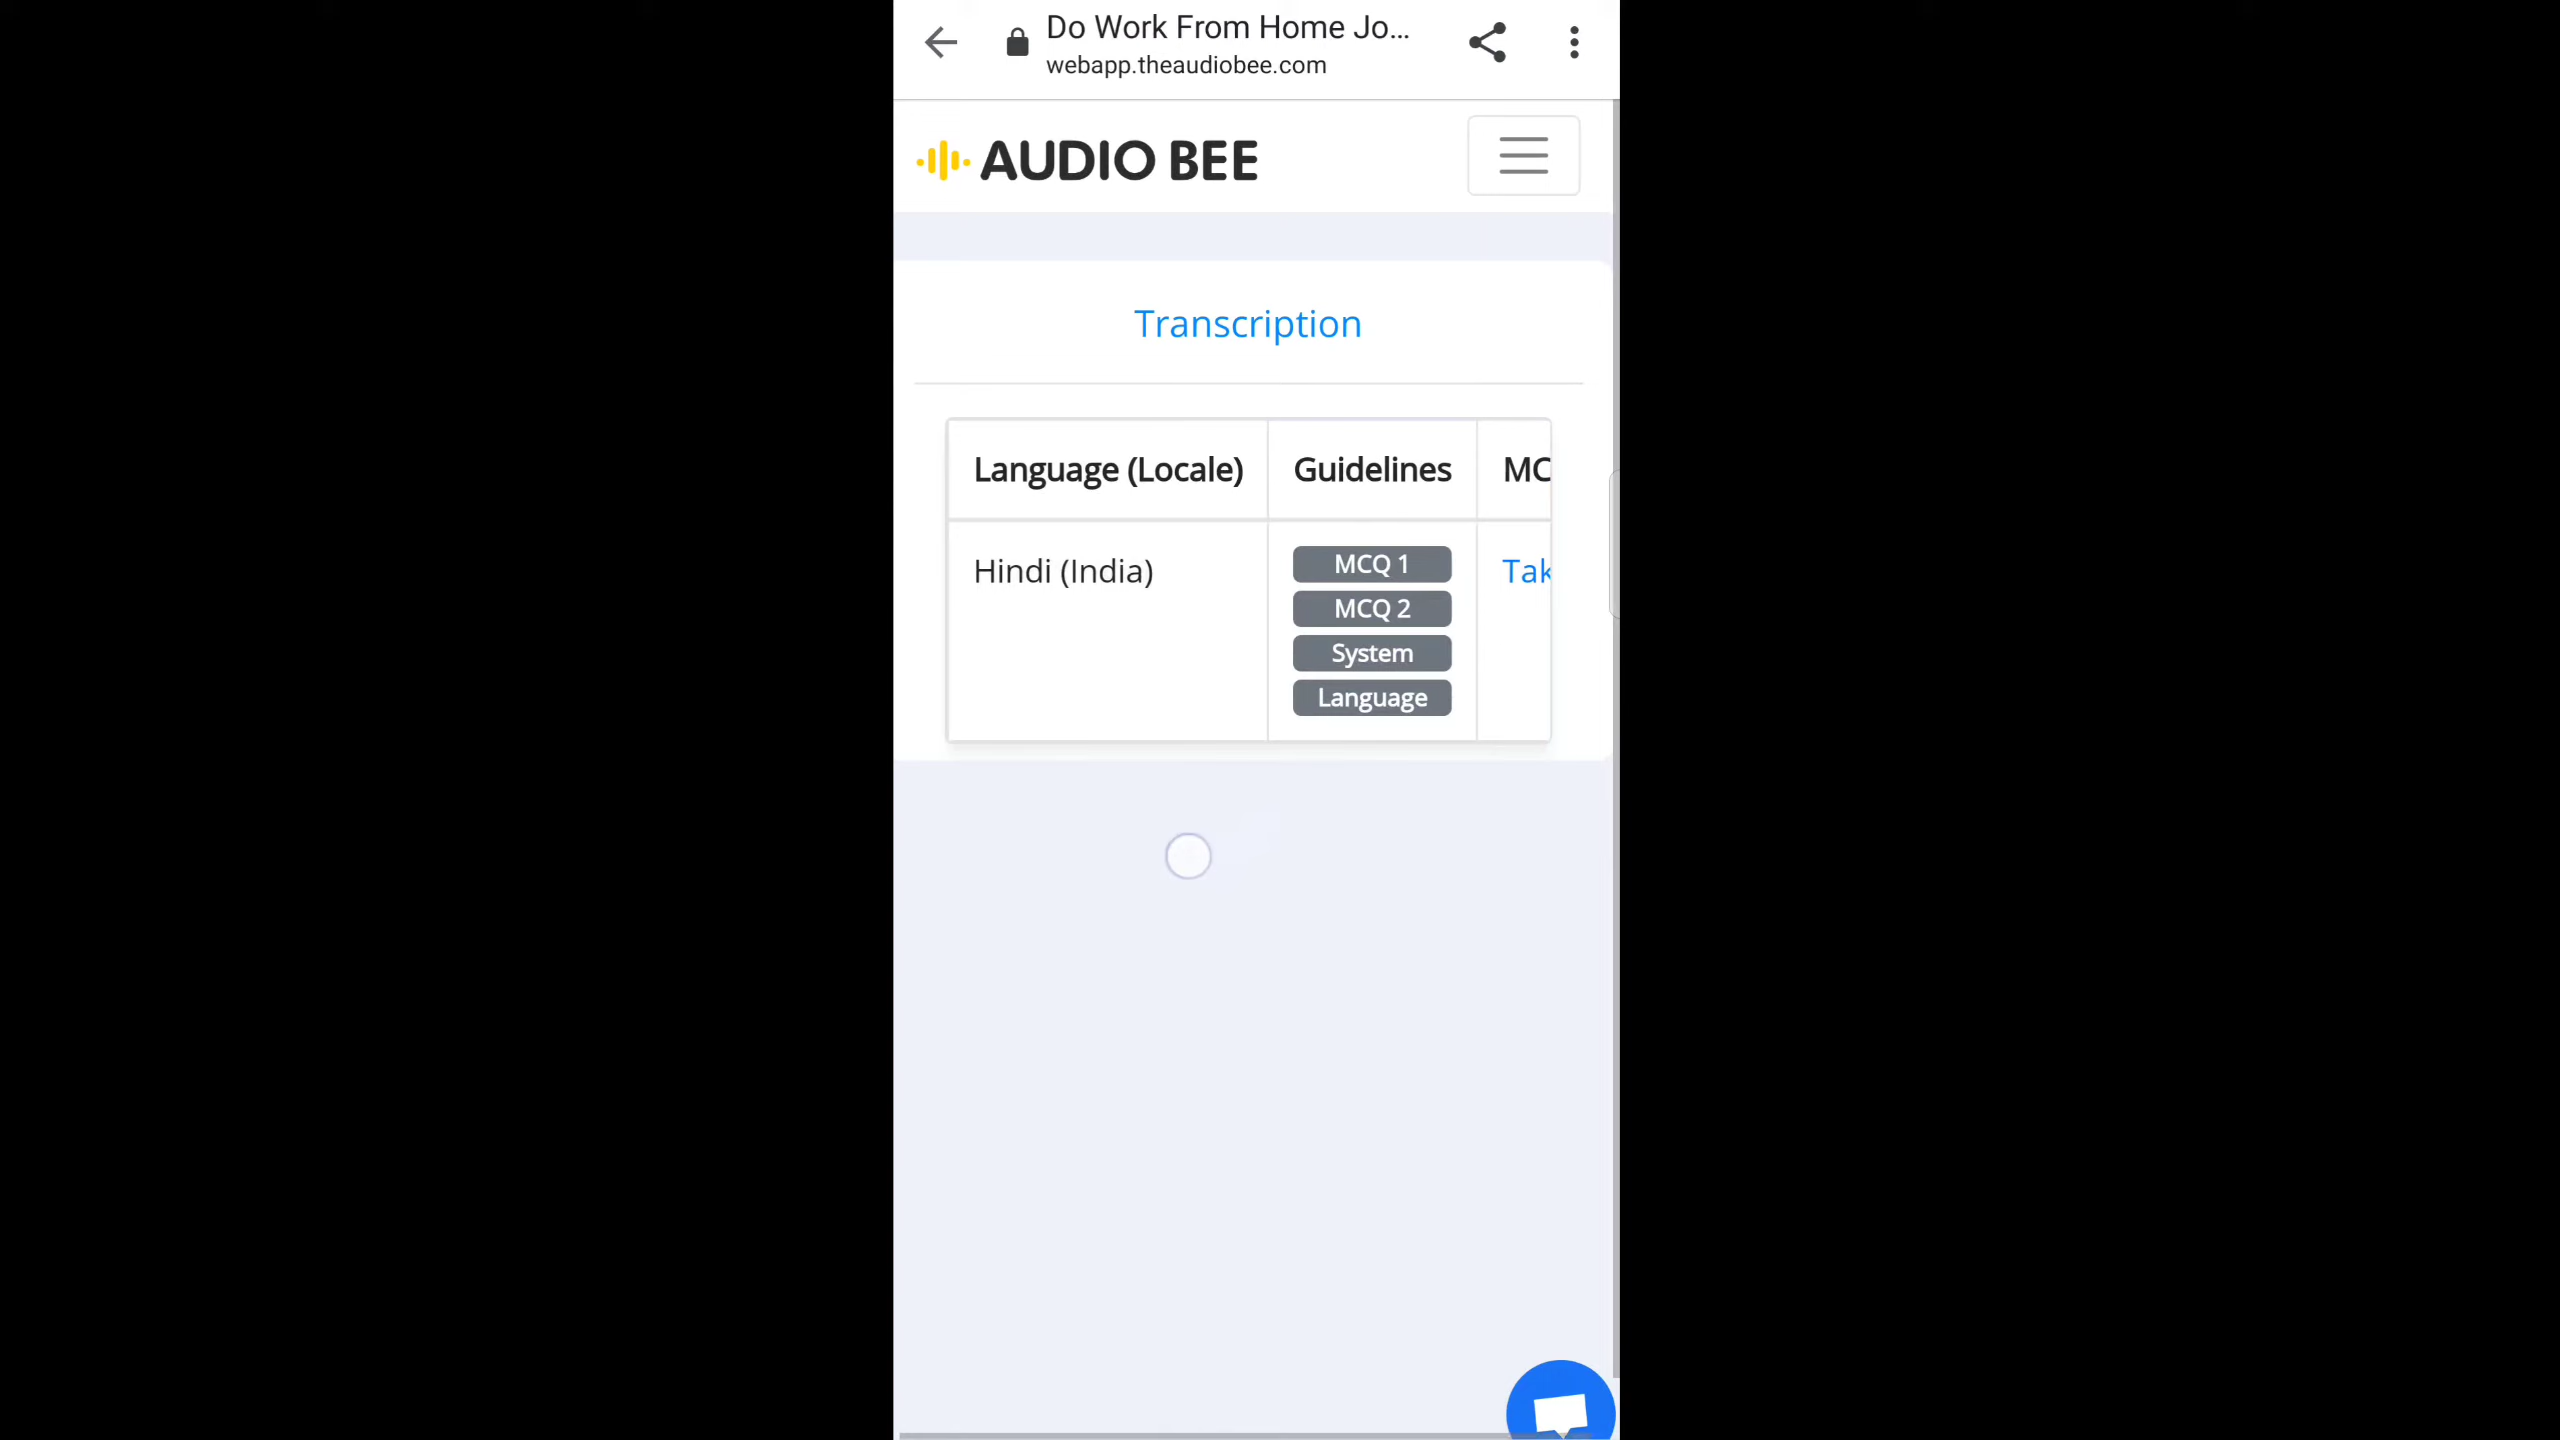 Do Work From Home Jo...
webapp.theaudiobee.com
AUDIO BEE
Transcription
Language (Locale) Guidelines MC
Hindi (India) MCQ 1 Tak
MCQ 2
System
Language